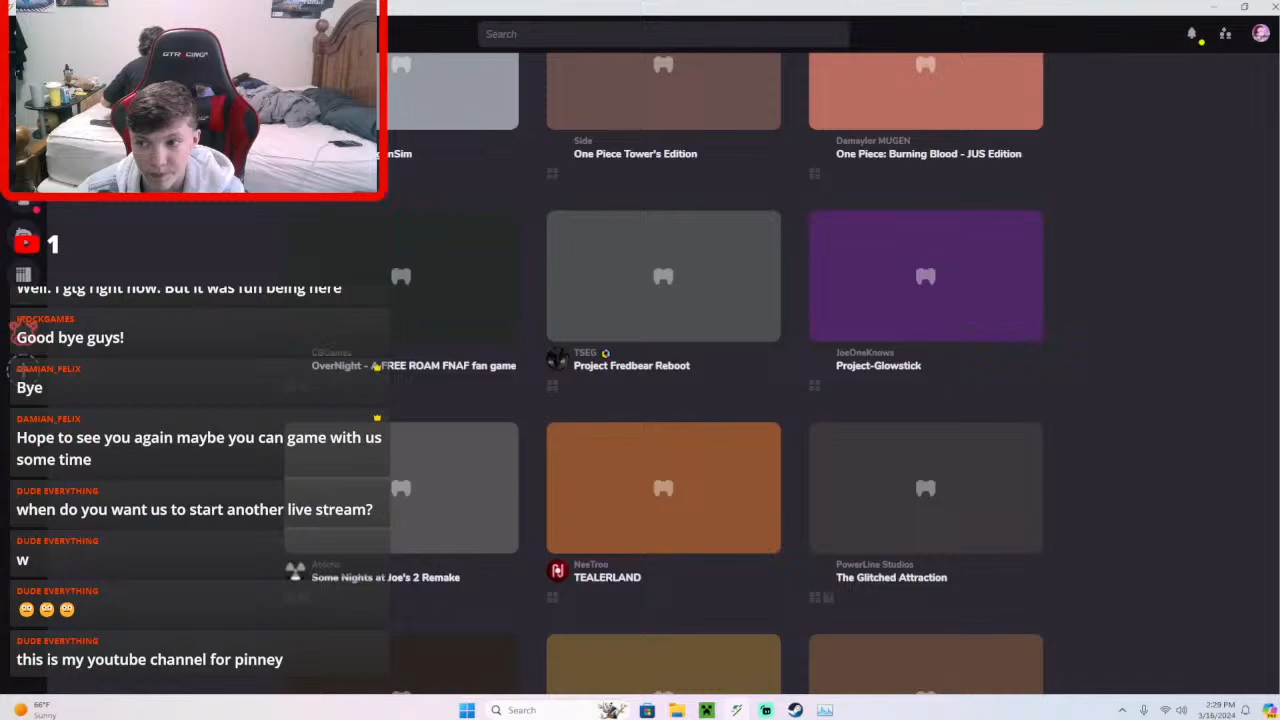 GTRACING
Search
nSim
Side
One Piece Tower's Edition
Damaylor MUGEN
One Piece: Burning Blood - JUS Edition
1
Well. I gtg right now. But it was fun being here
Good bye guys!
DAMIAN_FELIX
Bye
DAMIAN_FELIX
Hope to see you again maybe you can game with us
some time
DUDE EVERYTHING
when do you want us to start another live stream?
DUDE EVERYTHING
w
DUDE EVERYTHING
😳😳😳
DUDE EVERYTHING
this is my youtube channel for pinney
CBGames
OverNight - A FREE ROAM FNAF fan game
TSEG
Project Fredbear Reboot
JoeOneKnows
Project-Glowstick
Some Nights at Joe's 2 Remake
NeeTroo
TEALERLAND
PowerLine Studios
The Glitched Attraction
66°F
Sunny
Search
2:29 PM
3/16/2024